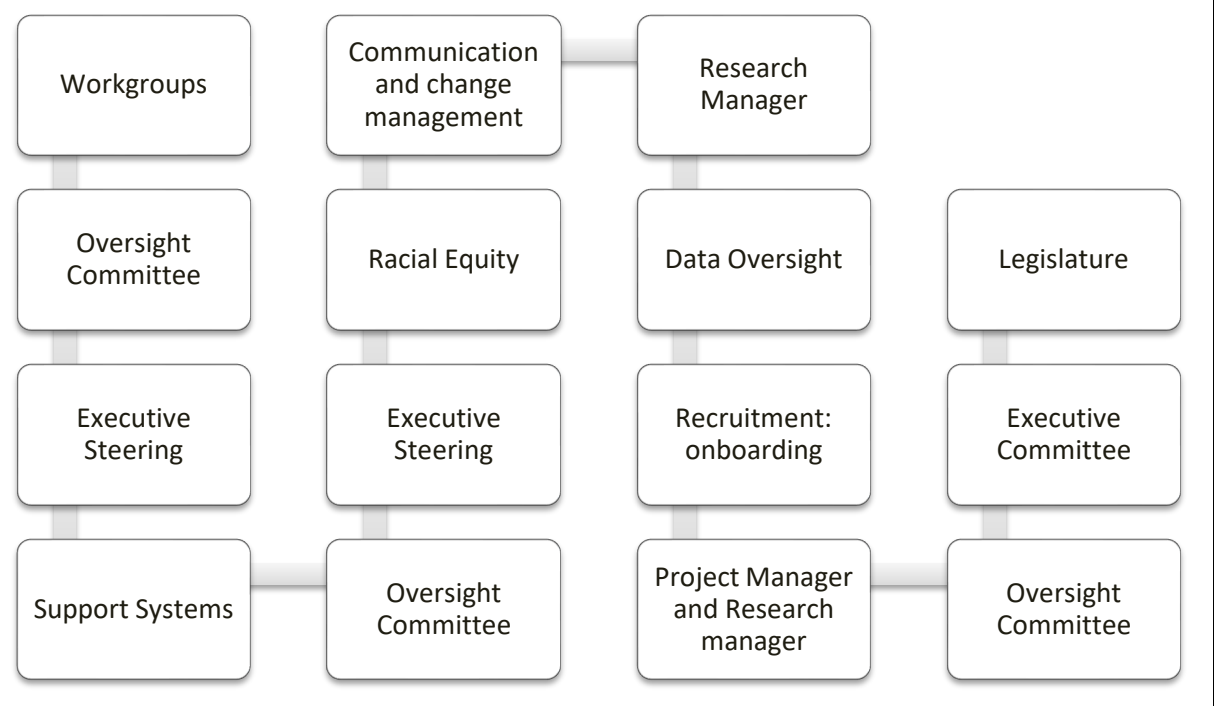 Workgroups
Oversight
Committee
Executive
Steering
Support Systems
Oversight
Committee
Executive
Steering
Racial Equity
Communication
and change
management
Research
Manager
Data Oversight
Recruitment:
onboarding
Project Manager
and Research
manager
Oversight
Committee
Executive
Committee
Legislature